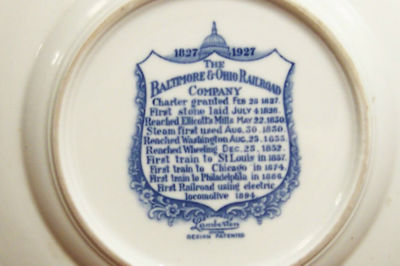 1827 1927
THE
BALTIMORE & OHIO RAILROAD
COMPANY
Charter granted FEB 28 1827.
First stone laid JULY 4 1828.
Reached Ellicott's Mills MAY 22, 1830.
Steam first used AUG. 30, 1830.
Reached Washington AUG. 25, 1835.
Reached Wheeling DEC. 25, 1852.
First train to St Louis in 1857.
First train to Chicago in 1874.
First train to Philadelphia in 1886.
First Railroad using electric
locomotive 1894.
Lamberton
DESIGN PATENTED